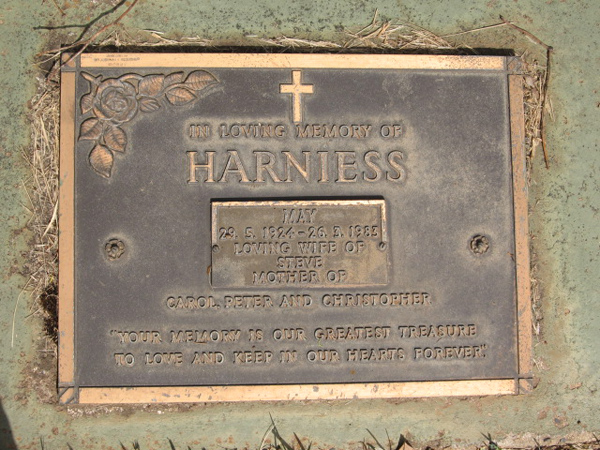 IN LOVING MEMORY OF
HARNIESS
MAY
29. 5. 1924 – 26. 3. 1983
LOVING WIFE OF
STEVE
MOTHER OF
CAROL, PETER AND CHRISTOPHER
"YOUR MEMORY IS OUR GREATEST TREASURE
TO LOVE AND KEEP IN OUR HEARTS FOREVER".